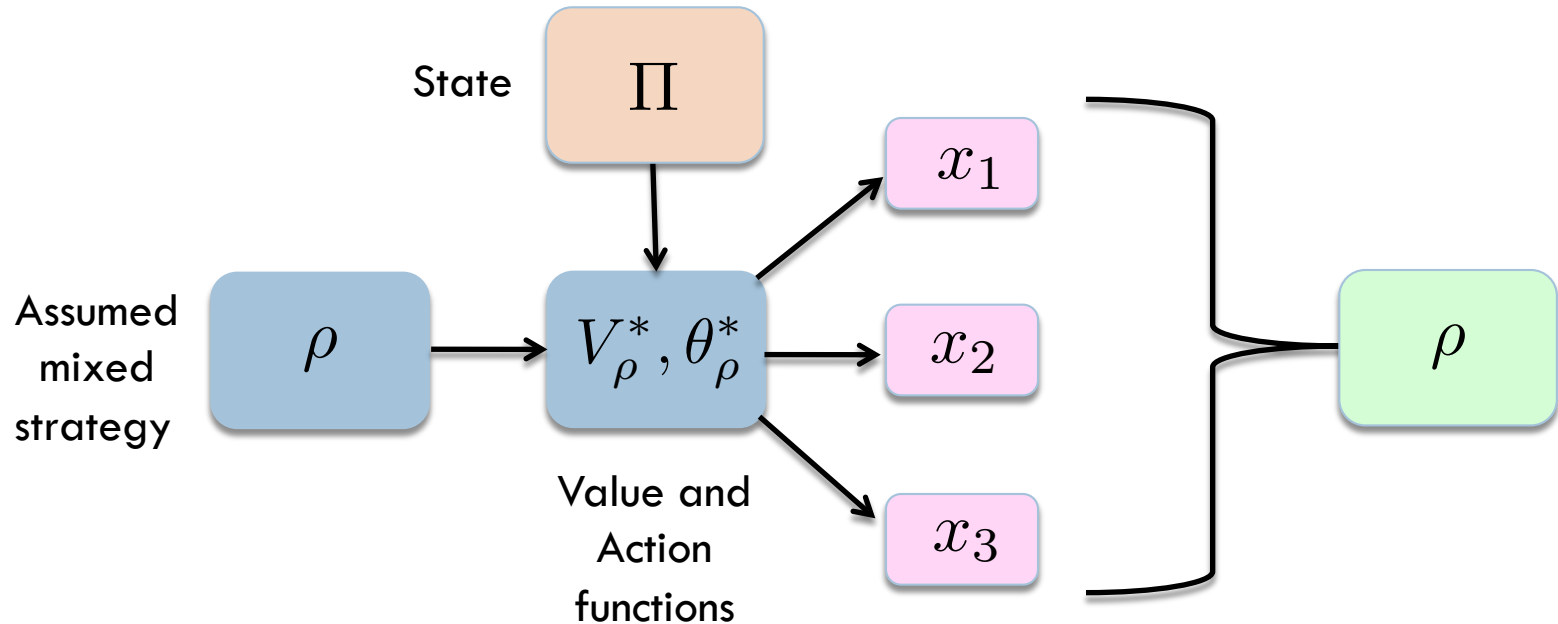 State
Π
x₁
Assumed
mixed
strategy
ρ
V*ρ, θ*ρ
x₂
ρ
Value and
Action
functions
x₃